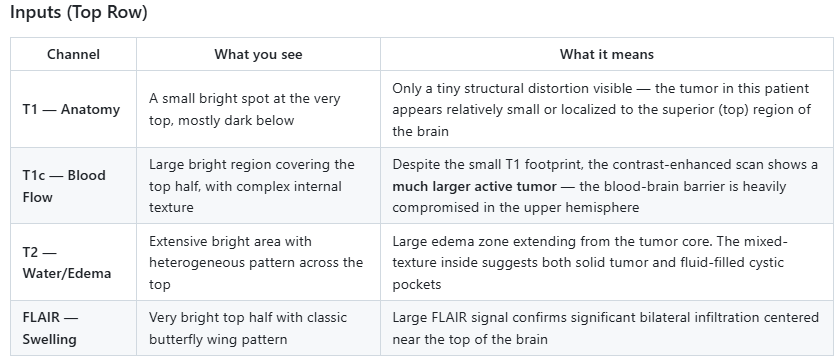 Inputs (Top Row)
Channel
What you see
What it means
T1 — Anatomy
A small bright spot at the very
top, mostly dark below
Only a tiny structural distortion visible — the tumor in this patient
appears relatively small or localized to the superior (top) region of
the brain
T1c — Blood
Flow
Large bright region covering the
top half, with complex internal
texture
Despite the small T1 footprint, the contrast-enhanced scan shows a
much larger active tumor — the blood-brain barrier is heavily
compromised in the upper hemisphere
T2 —
Water/Edema
Extensive bright area with
heterogeneous pattern across the
top
Large edema zone extending from the tumor core. The mixed-
texture inside suggests both solid tumor and fluid-filled cystic
pockets
FLAIR —
Swelling
Very bright top half with classic
butterfly wing pattern
Large FLAIR signal confirms significant bilateral infiltration centered
near the top of the brain